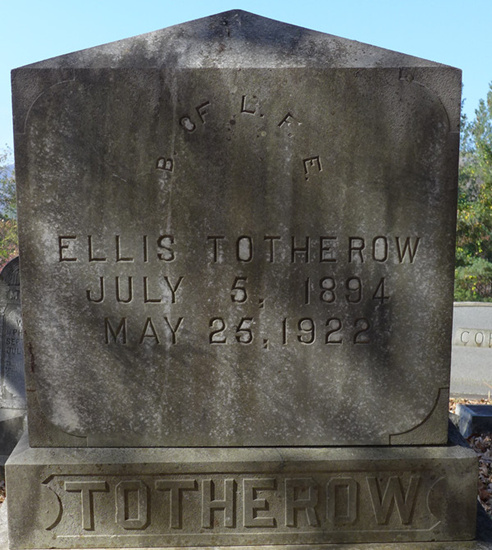 B OF L. F E
ELLIS TOTHEROW
JULY 5, 1894
MAY 25, 1922
TOTHEROW